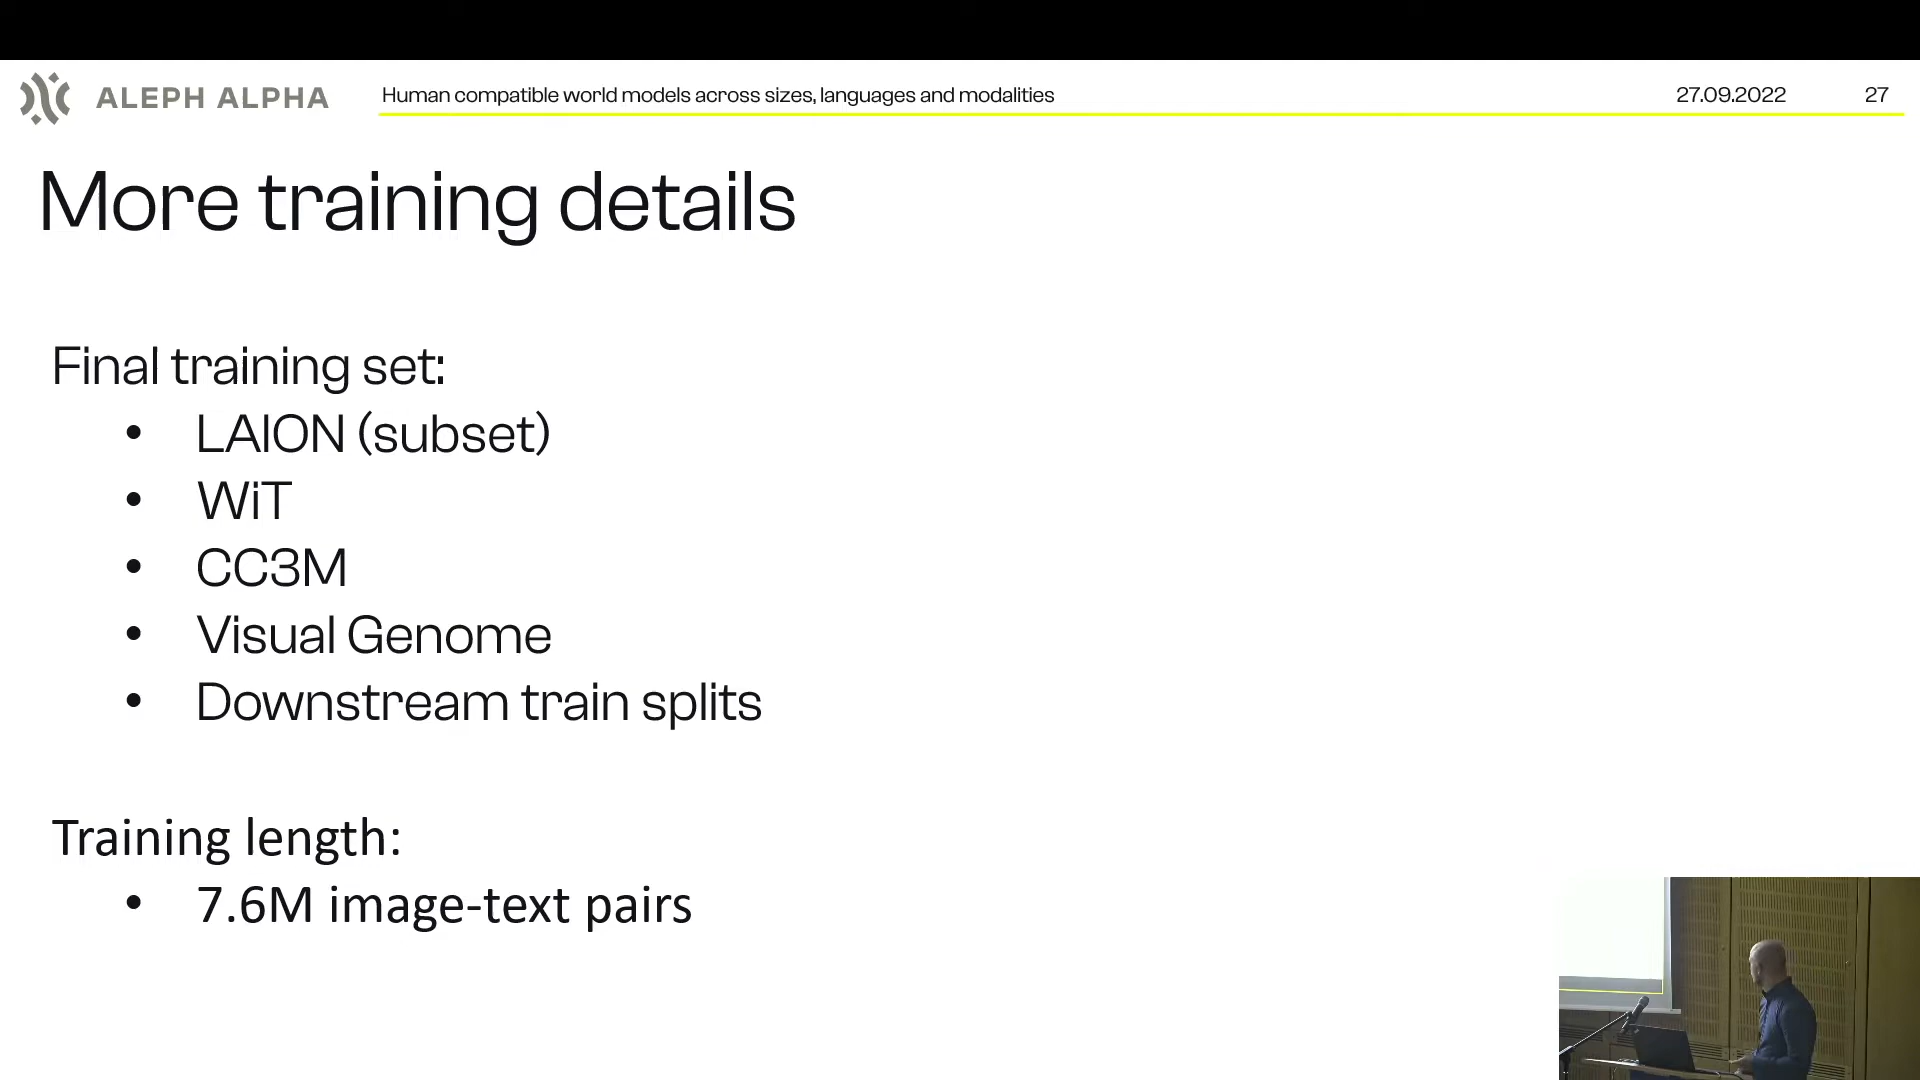 ALEPH ALPHA
Human compatible world models across sizes, languages and modalities
27.09.2022
27
More training details
Final training set:
• LAION (subset)
• WiT
• CC3M
• Visual Genome
• Downstream train splits
Training length:
• 7.6M image-text pairs